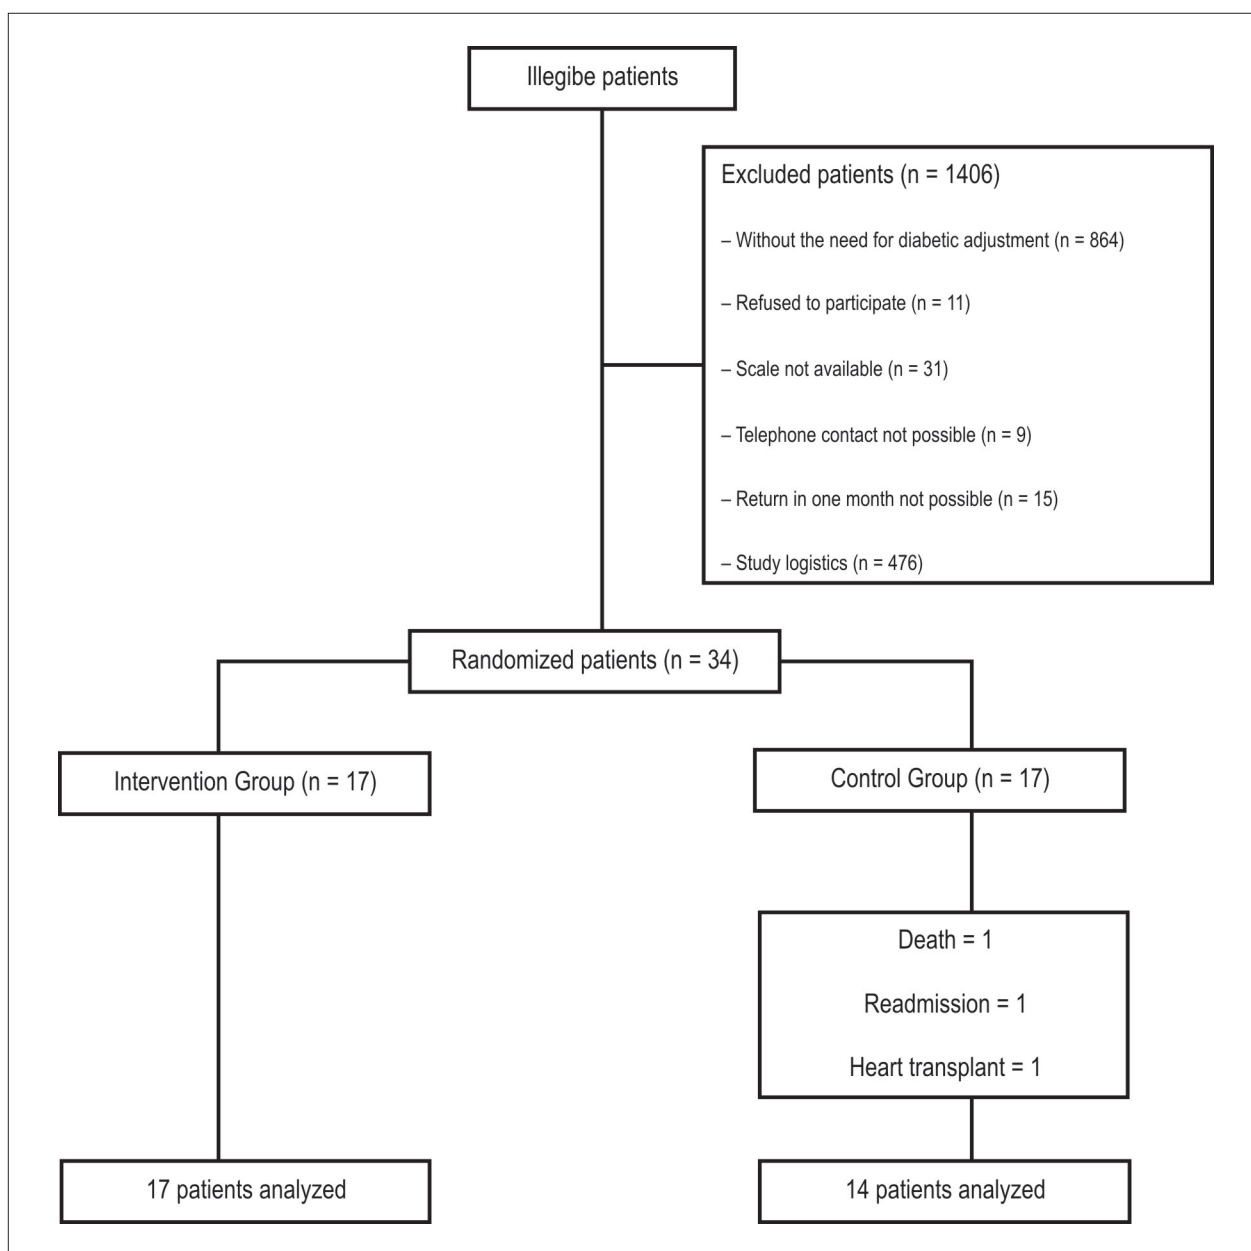 Illegibe patients
Excluded patients (n = 1406)
– Without the need for diabetic adjustment (n = 864)
– Refused to participate (n = 11)
– Scale not available (n = 31)
– Telephone contact not possible (n = 9)
– Return in one month not possible (n = 15)
– Study logistics (n = 476)
Randomized patients (n = 34)
Intervention Group (n = 17)
Control Group (n = 17)
Death = 1
Readmission = 1
Heart transplant = 1
17 patients analyzed
14 patients analyzed